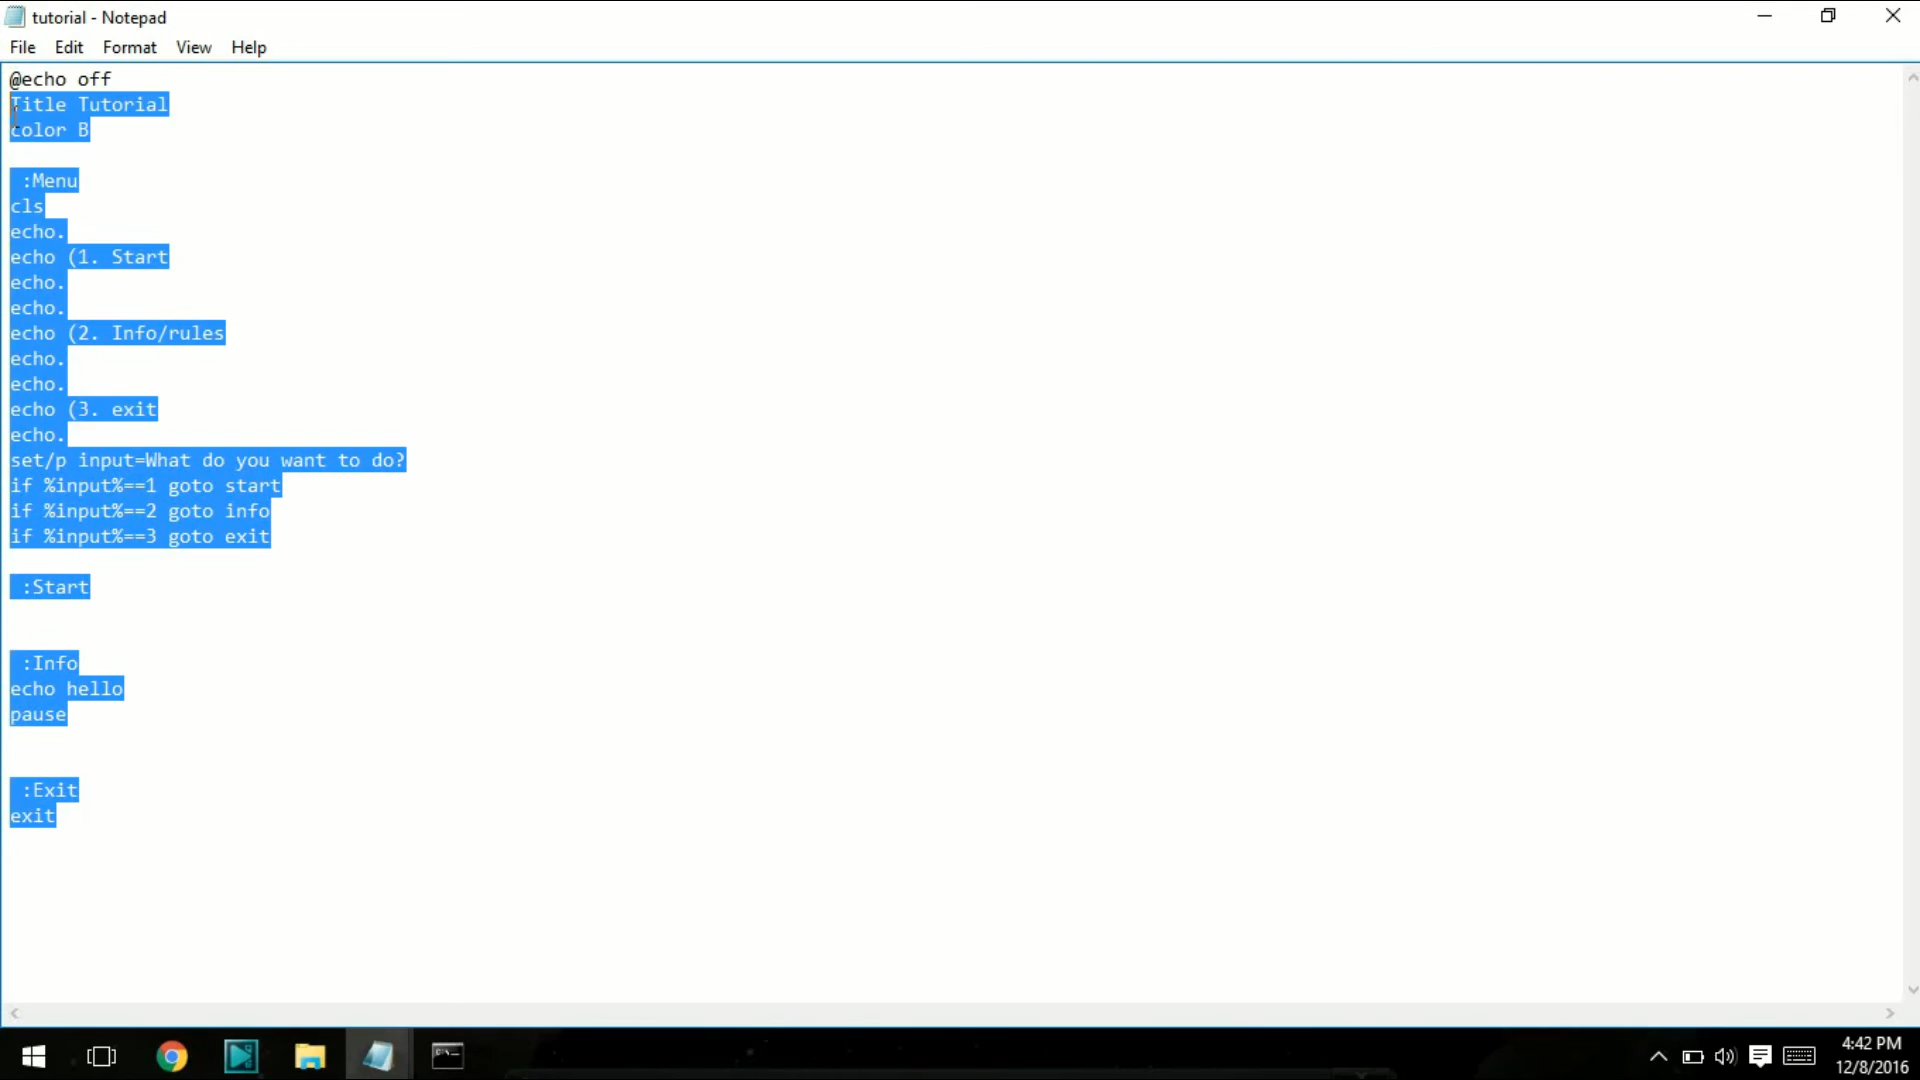 tutorial - Notepad
File Edit Format View Help
@echo off
Title Tutorial
color B
:Menu
cls
echo.
echo (1. Start
echo.
echo.
echo (2. Info/rules
echo.
echo.
echo (3. exit
echo.
set/p input=What do you want to do?
if %input%==1 goto start
if %input%==2 goto info
if %input%==3 goto exit
:Start
:Info
echo hello
pause
:Exit
exit
4:42 PM
12/8/2016